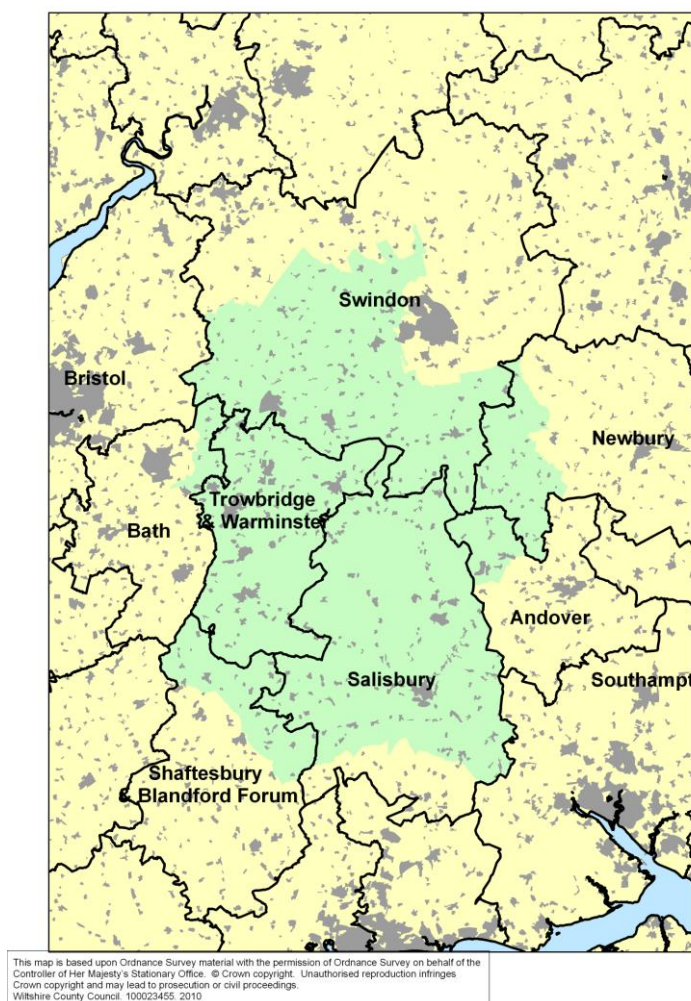 Swindon
Bristol
Newbury
Trowbridge
& Warminster
Bath
Andover
Salisbury
Southampt
Shaftesbury
& Blandford Forum
This map is based upon Ordnance Survey material with the permission of Ordnance Survey on behalf of the
Controller of Her Majesty's Stationary Office. © Crown copyright. Unauthorised reproduction infringes
Crown copyright and may lead to prosecution or civil proceedings.
Wiltshire County Council. 100023455. 2010